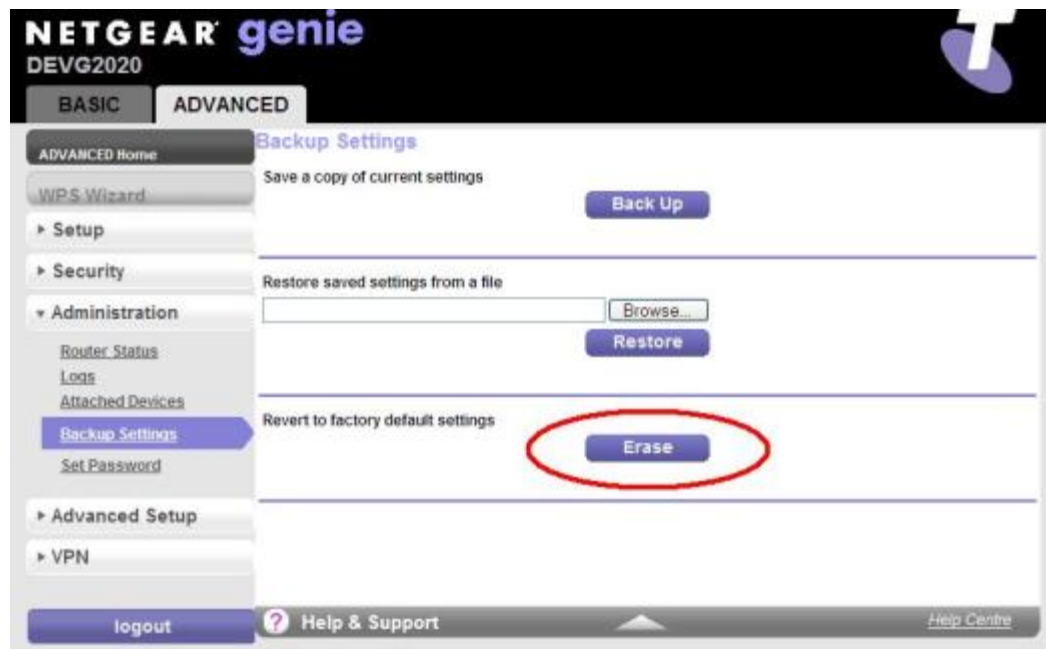 NETGEAR genie
DEVG2020
BASIC
ADVANCED
ADVANCED Home
WPS Wizard
Setup
Security
Administration
Router Status
Logs
Attached Devices
Backup Settings
Set Password
Advanced Setup
VPN
logout
Backup Settings
Save a copy of current settings
Back Up
Restore saved settings from a file
Browse...
Restore
Revert to factory default settings
Erase
? Help & Support
Help Centre